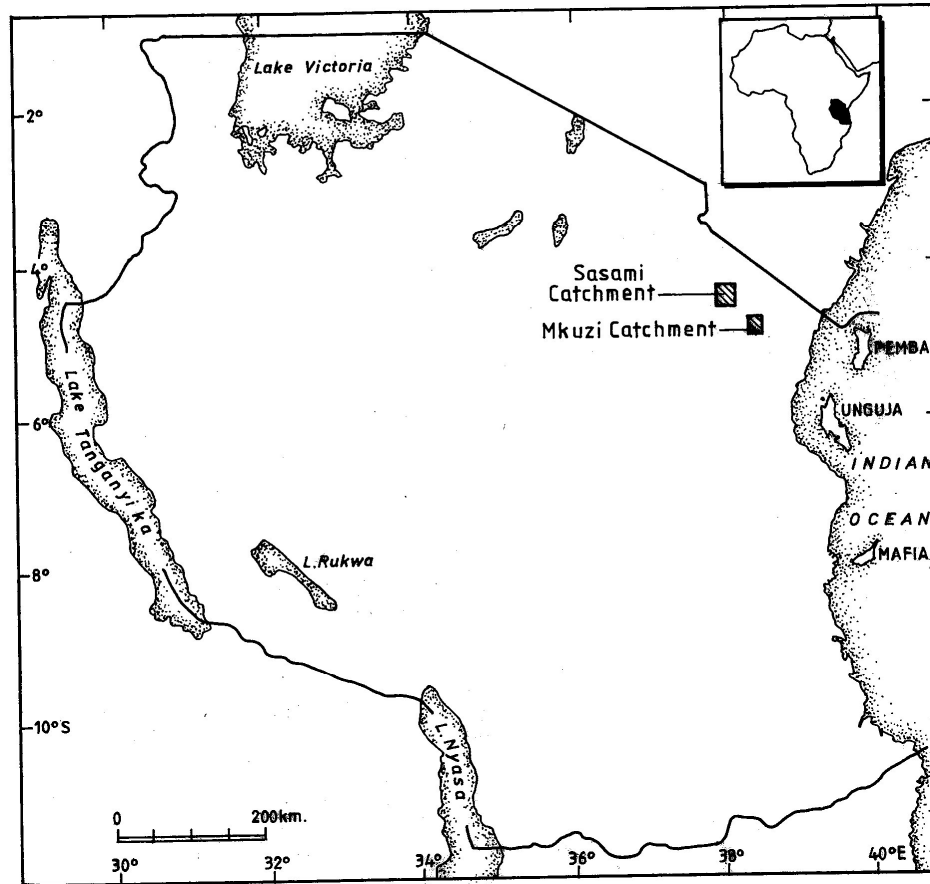 Lake Victoria
2°
4°
Sasami
Catchment
Mkuzi Catchment
PEMBA
Lake Tanganyika
6°
UNGUJA
INDIAN
OCEAN
L.Rukwa
MAFIA
8°
10°S
L.Nyasa
0
200km.
30°
32°
34°
36°
38°
40°E